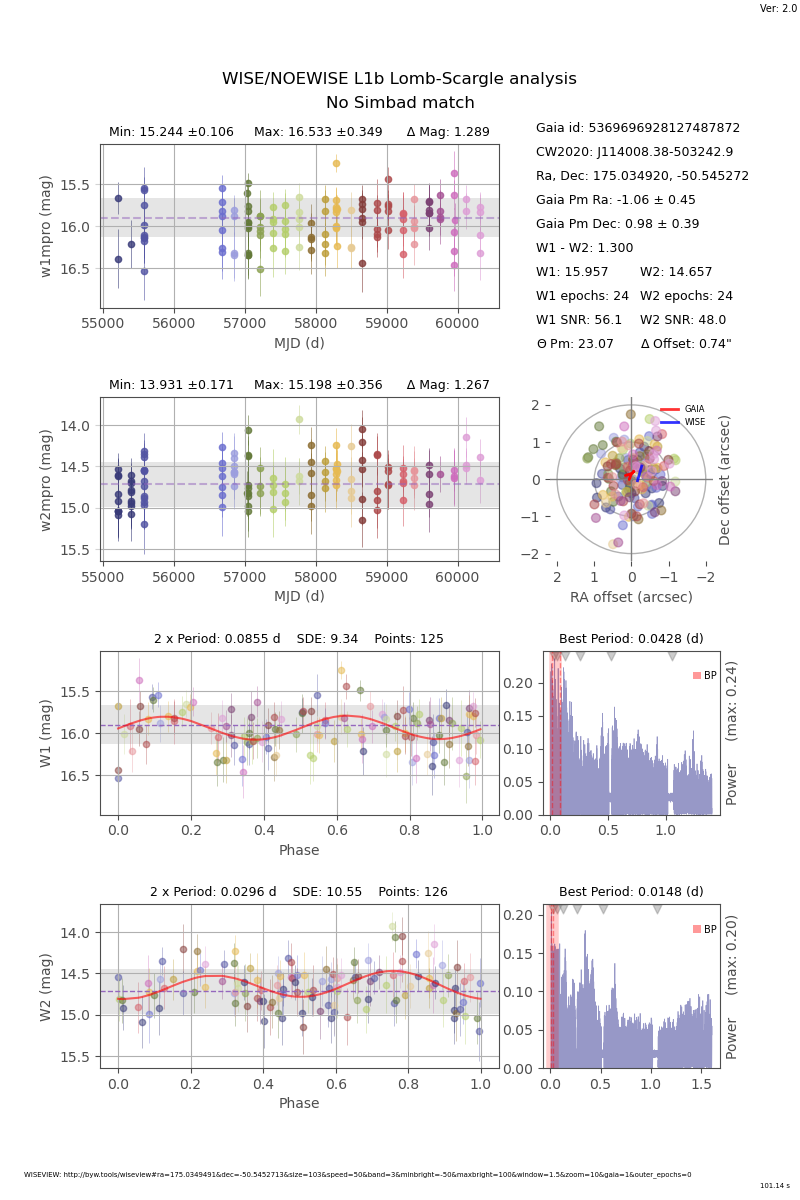 Ver: 2.0
WISE/NOEWISE L1b Lomb-Scargle analysis
No Simbad match
Min: 15.244 ±0.106 Max: 16.533 ±0.349 Δ Mag: 1.289
w1mpro (mag)
15.5
16.0
16.5
55000 56000 57000 58000 59000 60000
MJD (d)
Gaia id: 5369696928127487872
CW2020: J114008.38-503242.9
Ra, Dec: 175.034920, -50.545272
Gaia Pm Ra: -1.06 ± 0.45
Gaia Pm Dec: 0.98 ± 0.39
W1 - W2: 1.300
W1: 15.957 W2: 14.657
W1 epochs: 24 W2 epochs: 24
W1 SNR: 56.1 W2 SNR: 48.0
Θ Pm: 23.07 Δ Offset: 0.74"
Min: 13.931 ±0.171 Max: 15.198 ±0.356 Δ Mag: 1.267
w2mpro (mag)
14.0
14.5
15.0
15.5
55000 56000 57000 58000 59000 60000
MJD (d)
GAIA
WISE
2
1
0
−1
−2
2 1 0 −1 −2
RA offset (arcsec)
Dec offset (arcsec)
2 x Period: 0.0855 d SDE: 9.34 Points: 125
W1 (mag)
15.5
16.0
16.5
0.0 0.2 0.4 0.6 0.8 1.0
Phase
Best Period: 0.0428 (d)
BP
0.20
0.15
0.10
0.05
0.00
0.0 0.5 1.0
Power (max: 0.24)
2 x Period: 0.0296 d SDE: 10.55 Points: 126
W2 (mag)
14.0
14.5
15.0
15.5
0.0 0.2 0.4 0.6 0.8 1.0
Phase
Best Period: 0.0148 (d)
BP
0.20
0.15
0.10
0.05
0.00
0.0 0.5 1.0 1.5
Power (max: 0.20)
WISEVIEW: http://byw.tools/wiseview#ra=175.0349491&dec=-50.5452713&size=103&speed=50&band=3&minbright=-50&maxbright=100&window=1.5&zoom=10&gaia=1&outer_epochs=0
101.14 s